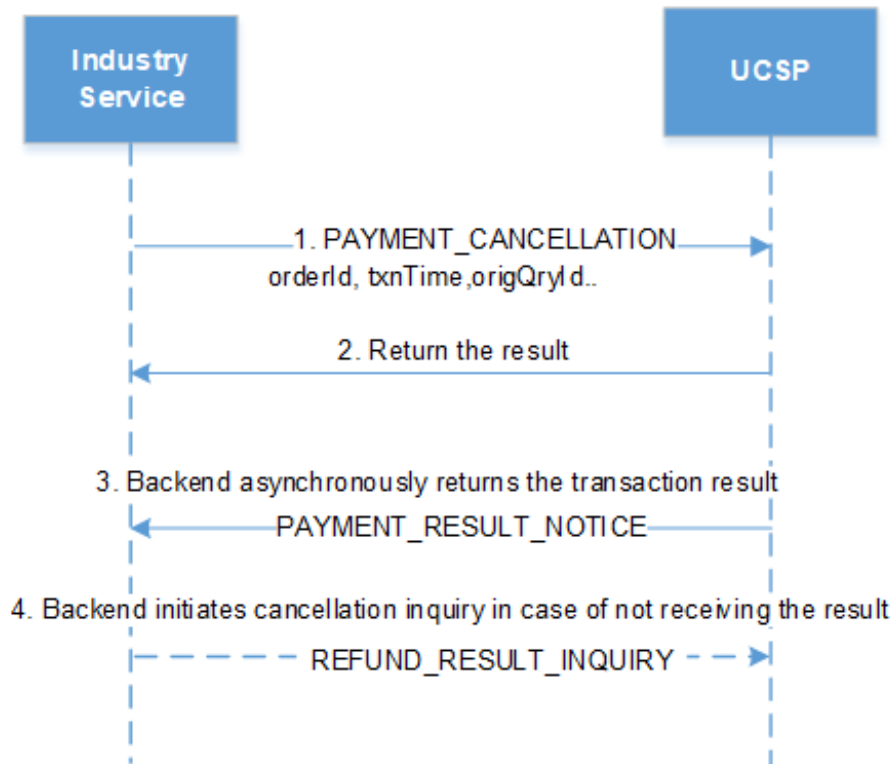 Industry
Service
UCSP
1. PAYMENT_CANCELLATION
orderId, txnTime,origQryId..
2. Return the result
3. Backend asynchronously returns the transaction result
PAYMENT_RESULT_NOTICE
4. Backend initiates cancellation inquiry in case of not receiving the result
REFUND_RESULT_INQUIRY